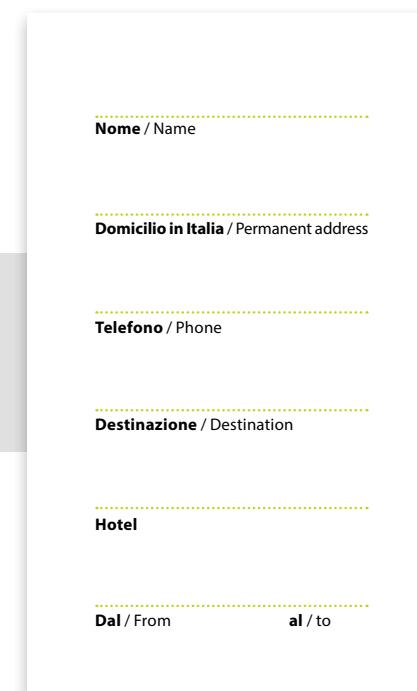 Nome / Name
Domicilio in Italia / Permanent address
Telefono / Phone
Destinazione / Destination
Hotel
Dal / From al / to